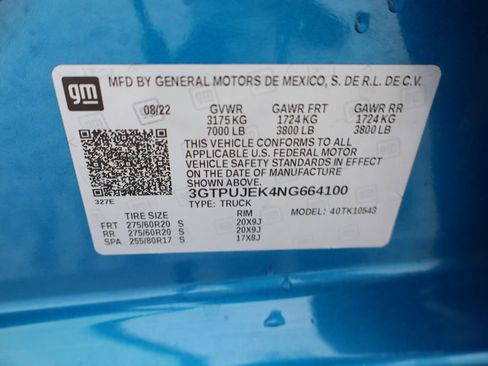 gm MFD BY GENERAL MOTORS DE MEXICO, S. DE R.L. DE C.V.
08/22 GVWR GAWR FRT GAWR RR
3175 KG 1724 KG 1724 KG
7000 LB 3800 LB 3800 LB
THIS VEHICLE CONFORMS TO ALL
APPLICABLE U.S. FEDERAL MOTOR
VEHICLE SAFETY STANDARDS IN EFFECT
ON THE DATE OF MANUFACTURE
SHOWN ABOVE.
3GTPUJEK4NG664100
327E TYPE: TRUCK
TIRE SIZE RIM MODEL: 40TK10543
FRT 275/60R20 S 20X9J
RR 275/60R20 S 20X9J
SPA 255/80R17 S 17X8J